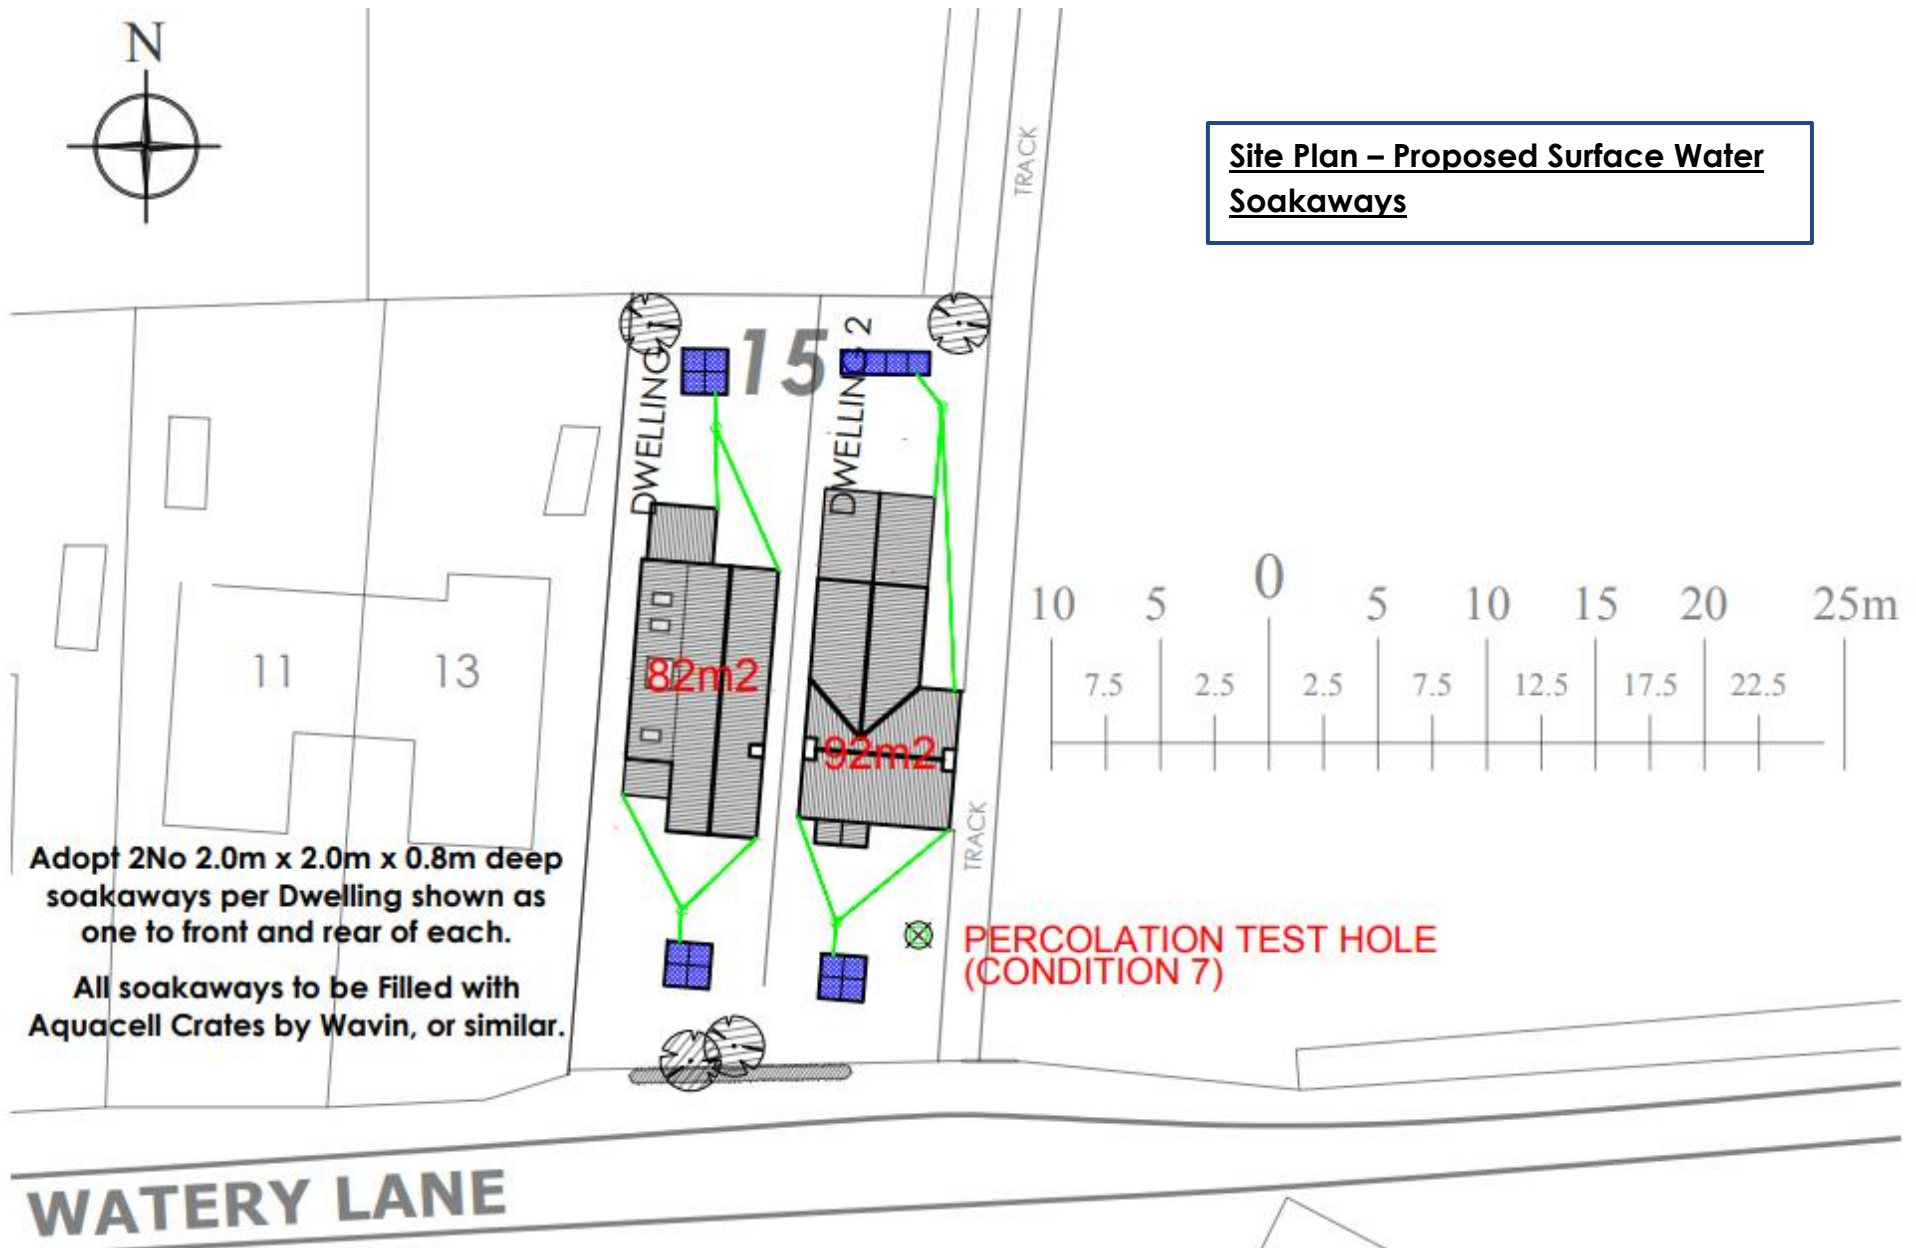 N
Site Plan – Proposed Surface Water
Soakaways
TRACK
15
DWELLING
DWELLING 2
10 5 0 5 10 15 20 25m
7.5 2.5 2.5 7.5 12.5 17.5 22.5
11
13
82m2
92m2
TRACK
Adopt 2No 2.0m x 2.0m x 0.8m deep
soakaways per Dwelling shown as
one to front and rear of each.
All soakaways to be Filled with
Aquacell Crates by Wavin, or similar.
PERCOLATION TEST HOLE
(CONDITION 7)
WATERY LANE